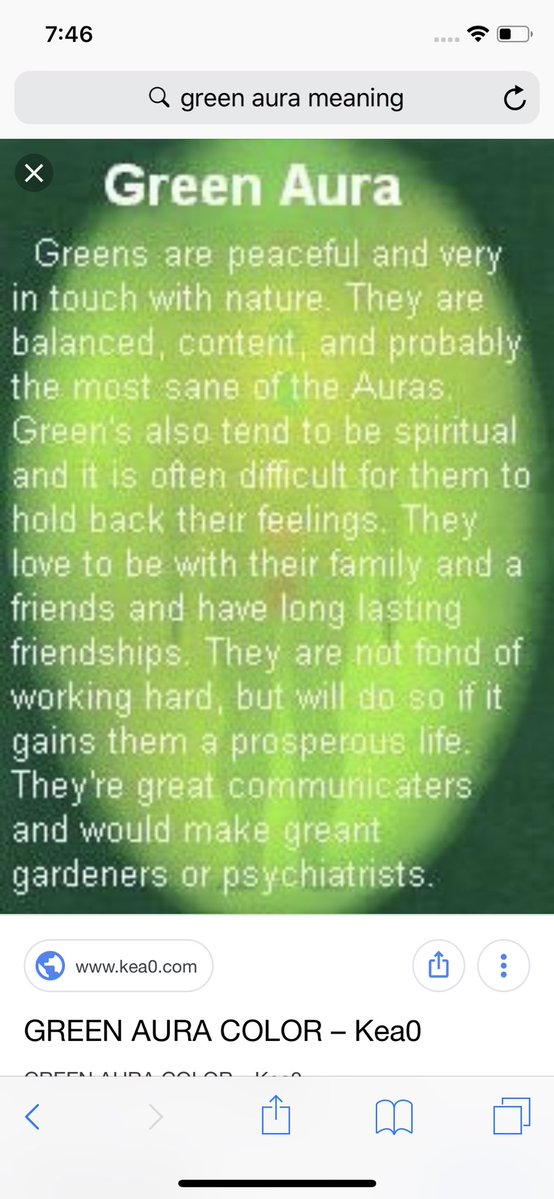 7:46
green aura meaning
Green Aura
Greens are peaceful and very
in touch with nature. They are
balanced, content, and probably
the most sane of the Auras.
Green's also tend to be spiritual
and it is often difficult for them to
hold back their feelings. They
love to be with their family and a
friends and have long lasting
friendships. They are not fond of
working hard, but will do so if it
gains them a prosperous life.
They're great communicaters
and would make greant
gardeners or psychiatrists.
www.kea0.com
GREEN AURA COLOR – Kea0
GREEN AURA COLOR – Kea0